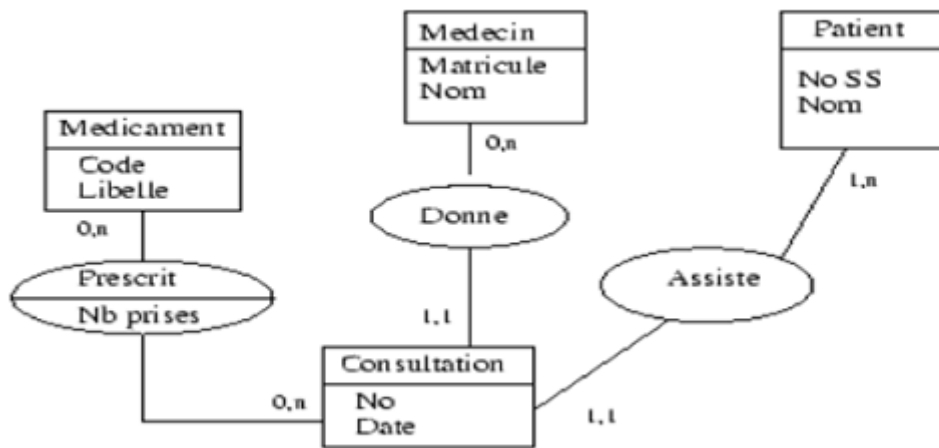 Medecin
Matricule
Nom
0,n
Patient
No SS
Nom
1,n
Medicament
Code
Libelle
0,n
Donne
Assiste
Prescrit
Nb prises
1,1
Consultation
No
Date
0,n
1,1